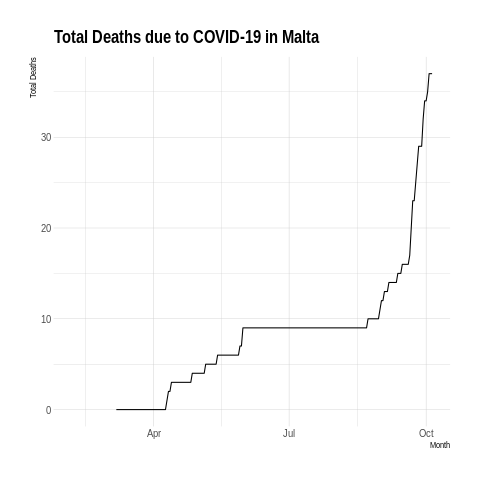 Total Deaths due to COVID-19 in Malta
Total Deaths
30
20
10
0
Apr
Jul
Oct
Month